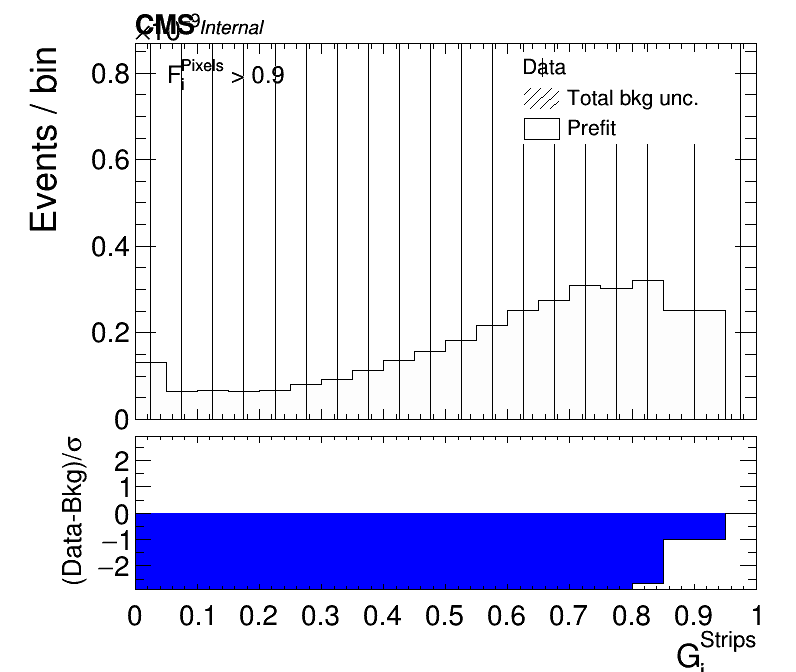 CMS Internal
×10⁻⁹
F_i^Pixels > 0.9
Data
Total bkg unc.
Prefit
Events / bin
0.8
0.6
0.4
0.2
0
(Data-Bkg)/σ
2
1
0
−1
−2
0 0.1 0.2 0.3 0.4 0.5 0.6 0.7 0.8 0.9 1
G_i^Strips